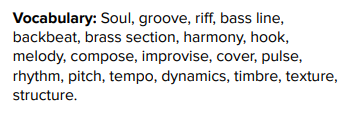 Vocabulary: Soul, groove, riff, bass line,
backbeat, brass section, harmony, hook,
melody, compose, improvise, cover, pulse,
rhythm, pitch, tempo, dynamics, timbre, texture,
structure.